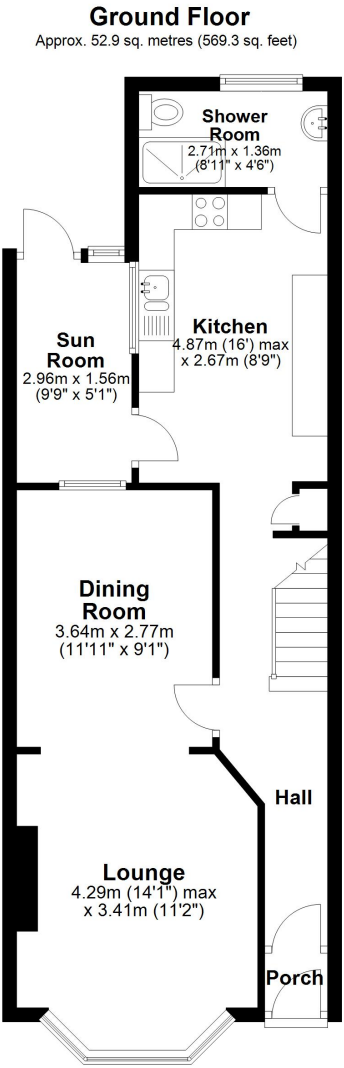 Ground Floor
Approx. 52.9 sq. metres (569.3 sq. feet)
Shower
Room
2.71m x 1.36m
(8'11" x 4'6")
Kitchen
4.87m (16') max
x 2.67m (8'9")
Sun
Room
2.96m x 1.56m
(9'9" x 5'1")
Dining
Room
3.64m x 2.77m
(11'11" x 9'1")
Hall
Lounge
4.29m (14'1") max
x 3.41m (11'2")
Porch